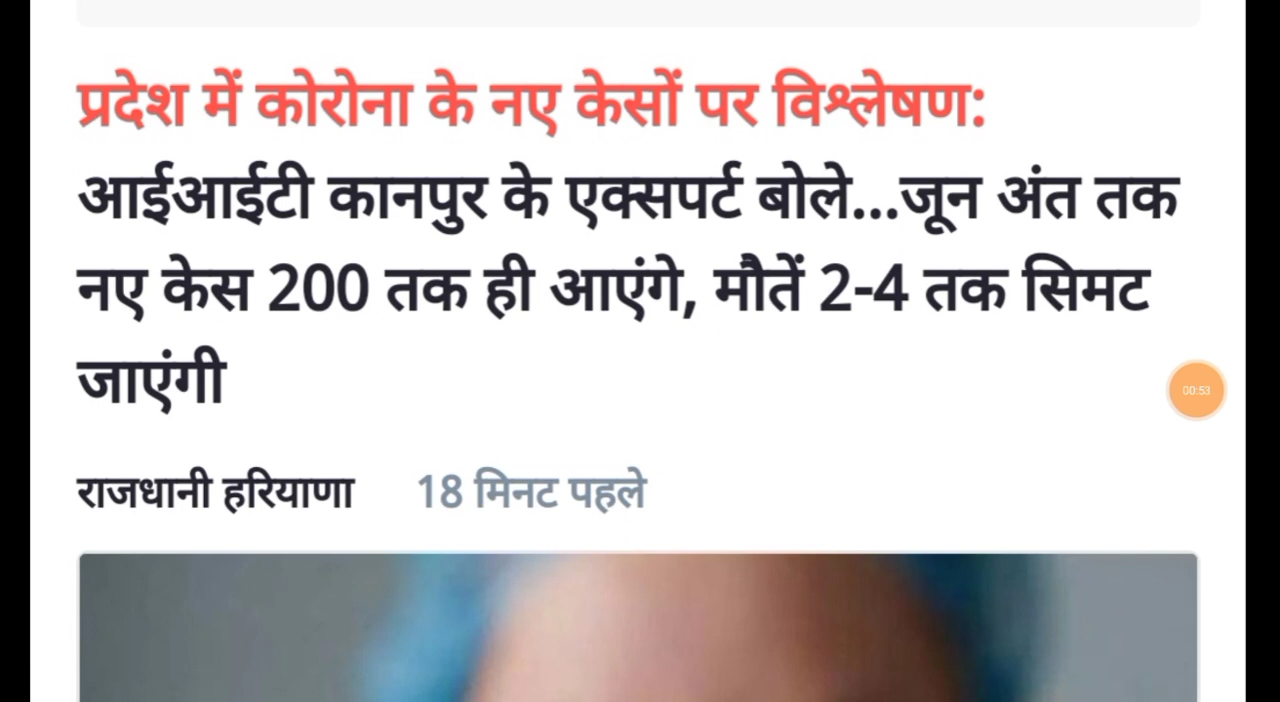 प्रदेश में कोरोना के नए केसों पर विश्लेषण:
आईआईटी कानपुर के एक्सपर्ट बोले...जून अंत तक
नए केस 200 तक ही आएंगे, मौतें 2-4 तक सिमट
जाएंगी
00:53
राजधानी हरियाणा 18 मिनट पहले